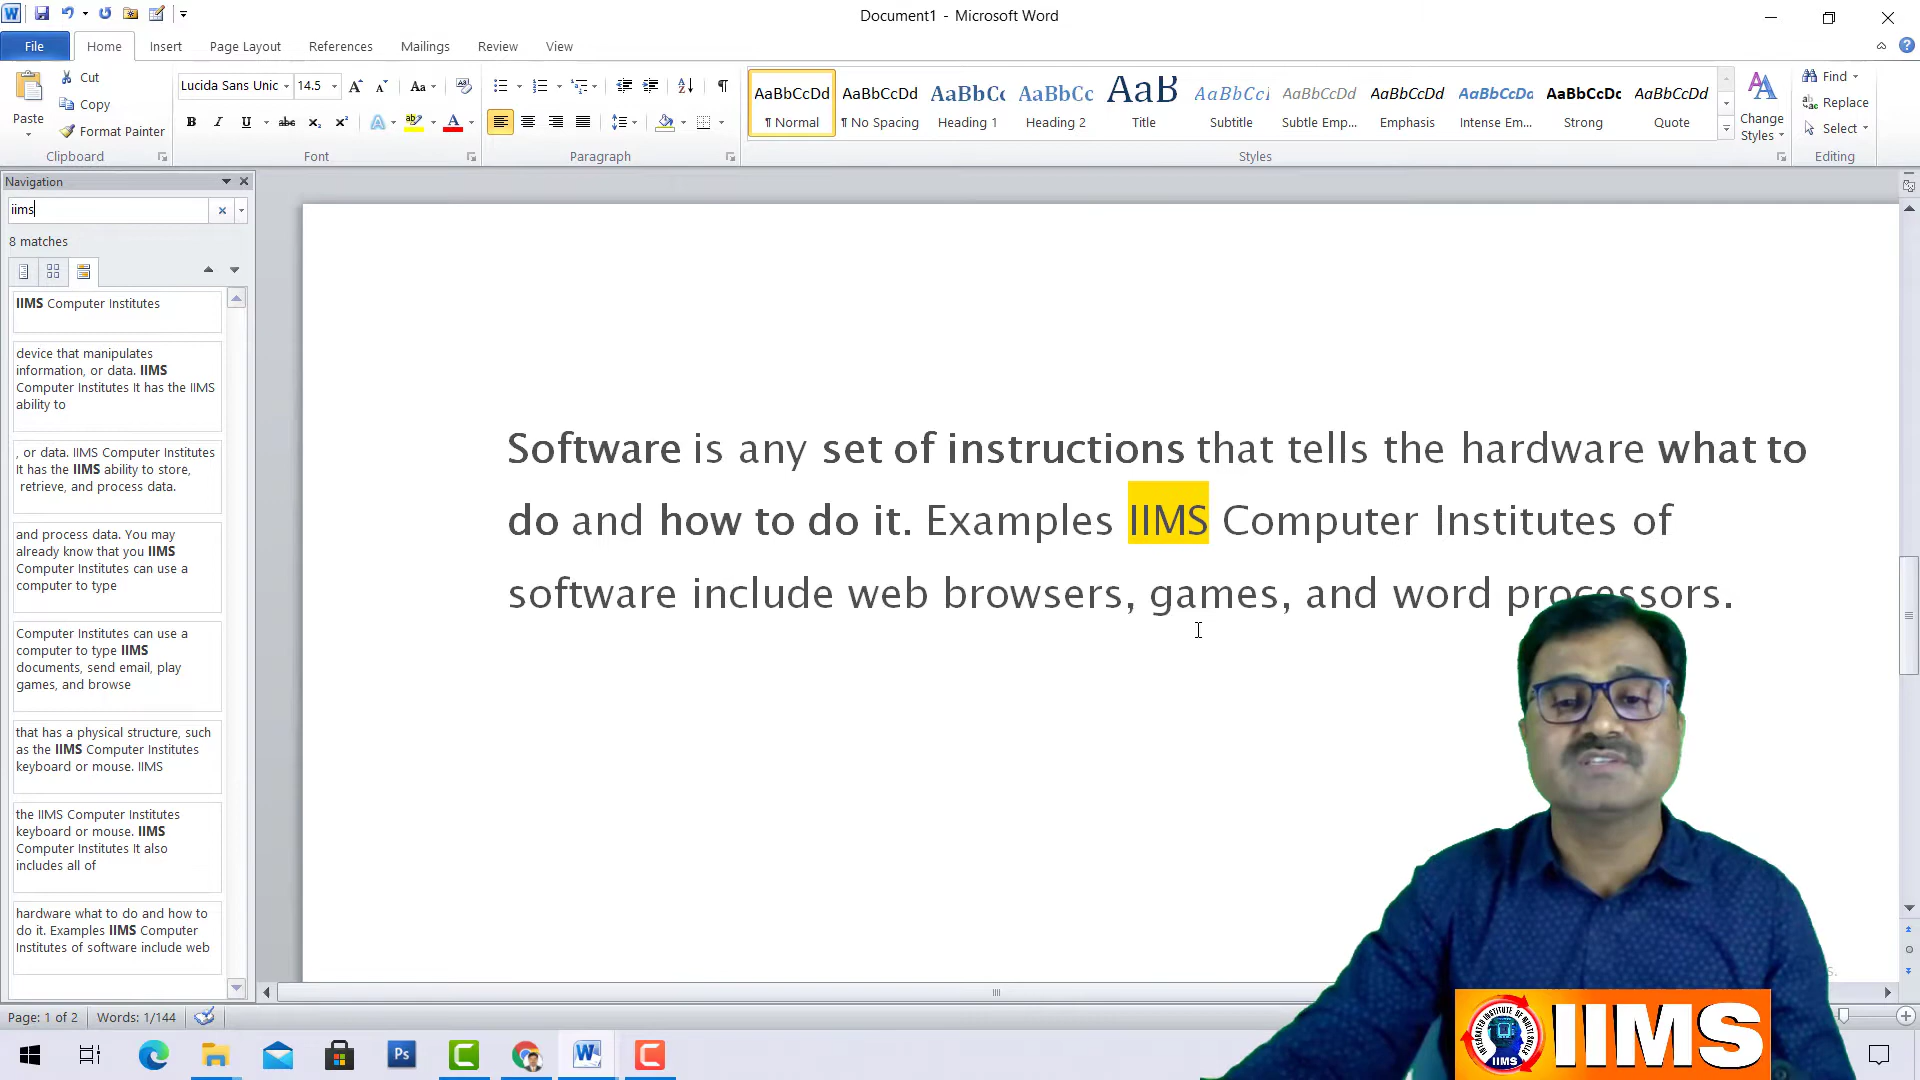 Document1 - Microsoft Word
File Home Insert Page Layout References Mailings Review View
Paste
Cut
Copy
Format Painter
Clipboard
Lucida Sans Unic 14.5
Font
Paragraph
AaBbCcDd AaBbCcDd AaBbCc AaBbCc AaB AaBbCcI AaBbCcDd AaBbCcDd AaBbCcDd AaBbCcDc AaBbCcDd
¶ Normal ¶ No Spacing Heading 1 Heading 2 Title Subtitle Subtle Emp... Emphasis Intense Em... Strong Quote
Styles
Change
Styles
Find
Replace
Select
Editing
Navigation
iims
8 matches
IIMS Computer Institutes
device that manipulates
information, or data. IIMS
Computer Institutes It has the IIMS
ability to
, or data. IIMS Computer Institutes
It has the IIMS ability to store,
retrieve, and process data.
and process data. You may
already know that you IIMS
Computer Institutes can use a
computer to type
Computer Institutes can use a
computer to type IIMS
documents, send email, play
games, and browse
that has a physical structure, such
as the IIMS Computer Institutes
keyboard or mouse. IIMS
the IIMS Computer Institutes
keyboard or mouse. IIMS
Computer Institutes It also
includes all of
hardware what to do and how to
do it. Examples IIMS Computer
Institutes of software include web
Software is any set of instructions that tells the hardware what to
do and how to do it. Examples IIMS Computer Institutes of
software include web browsers, games, and word processors.
Page: 1 of 2 Words: 1/144
INTEGRATED INSTITUTE OF MULTI SKILLS
IIMS
IIMS